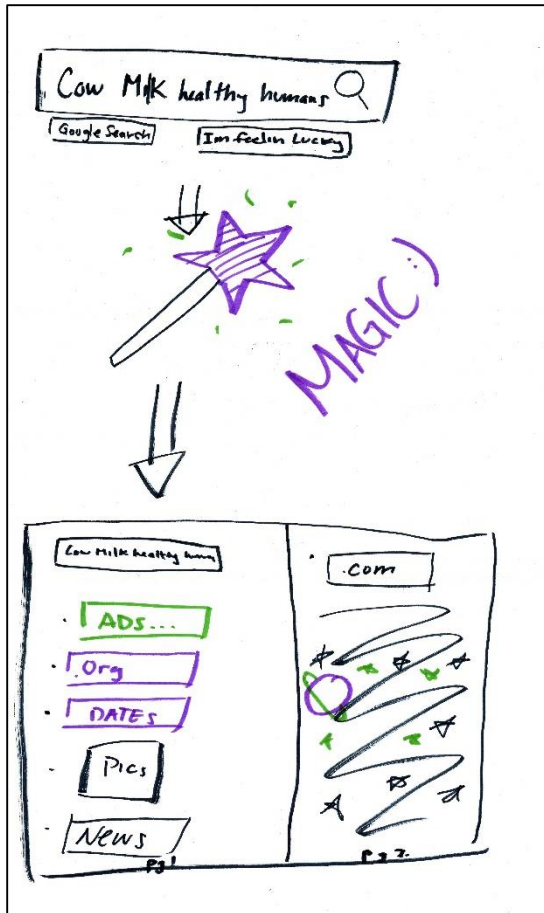 Cow Milk healthy humans
Google Search
Im feelin Lucky
MAGIC :)
Cow Milk healthy humans
.com
ADS...
.Org
DATES
Pics
News
pg 1
pg 2.